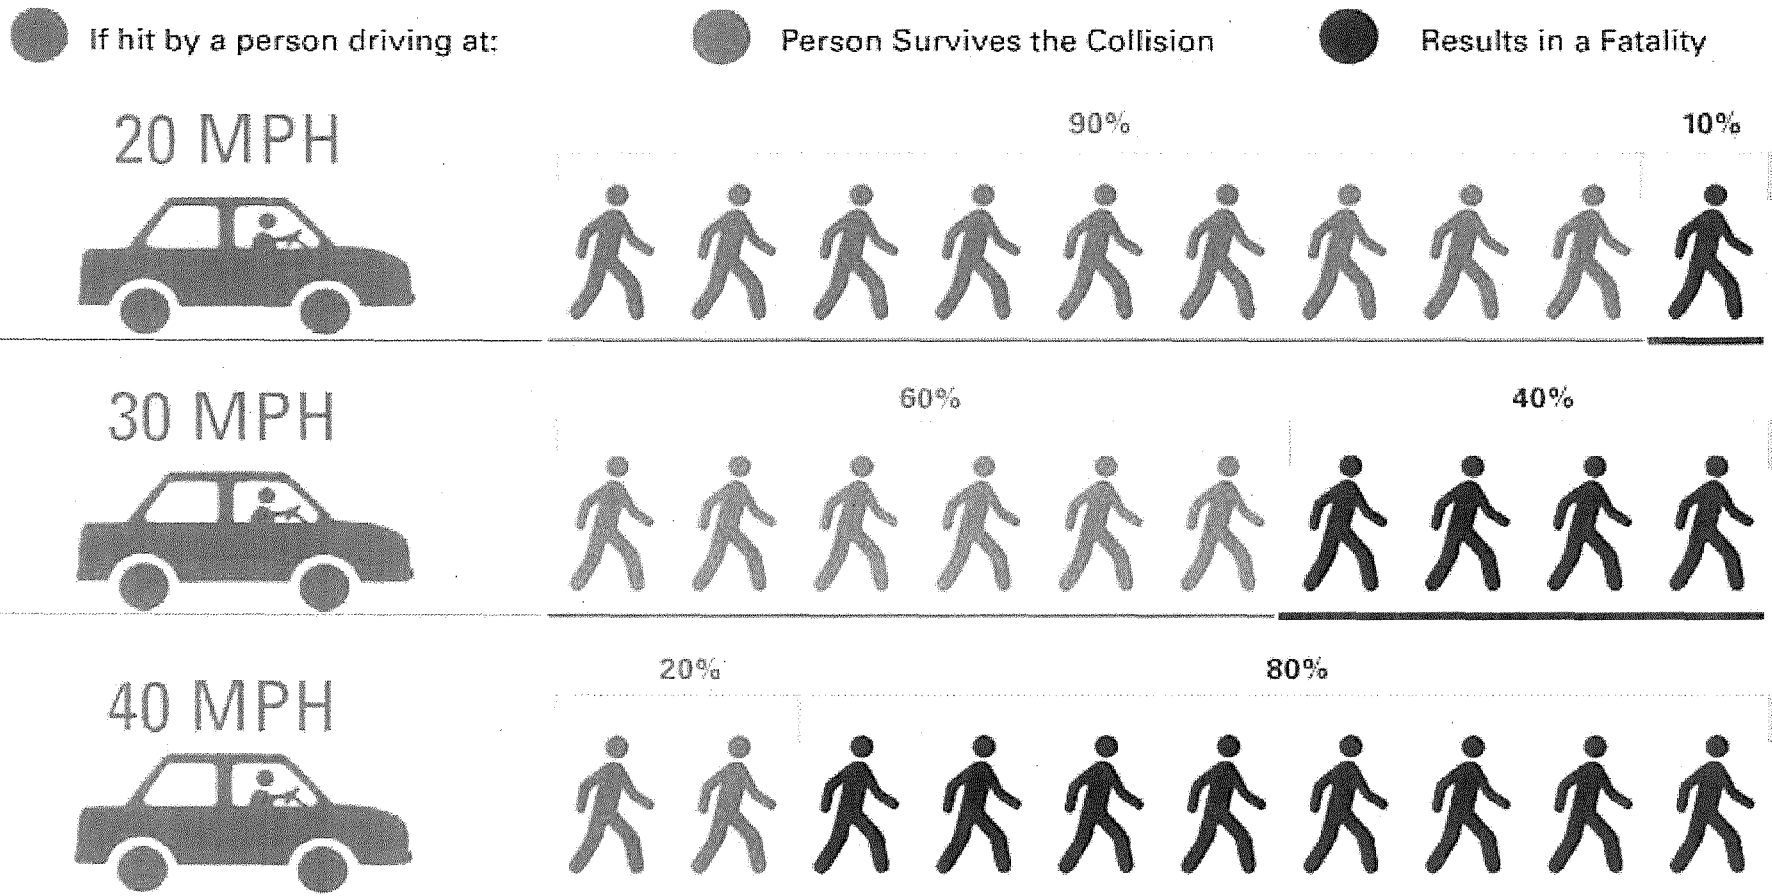 If hit by a person driving at:
Person Survives the Collision
Results in a Fatality
20 MPH
90%
10%
30 MPH
60%
40%
40 MPH
20%
80%